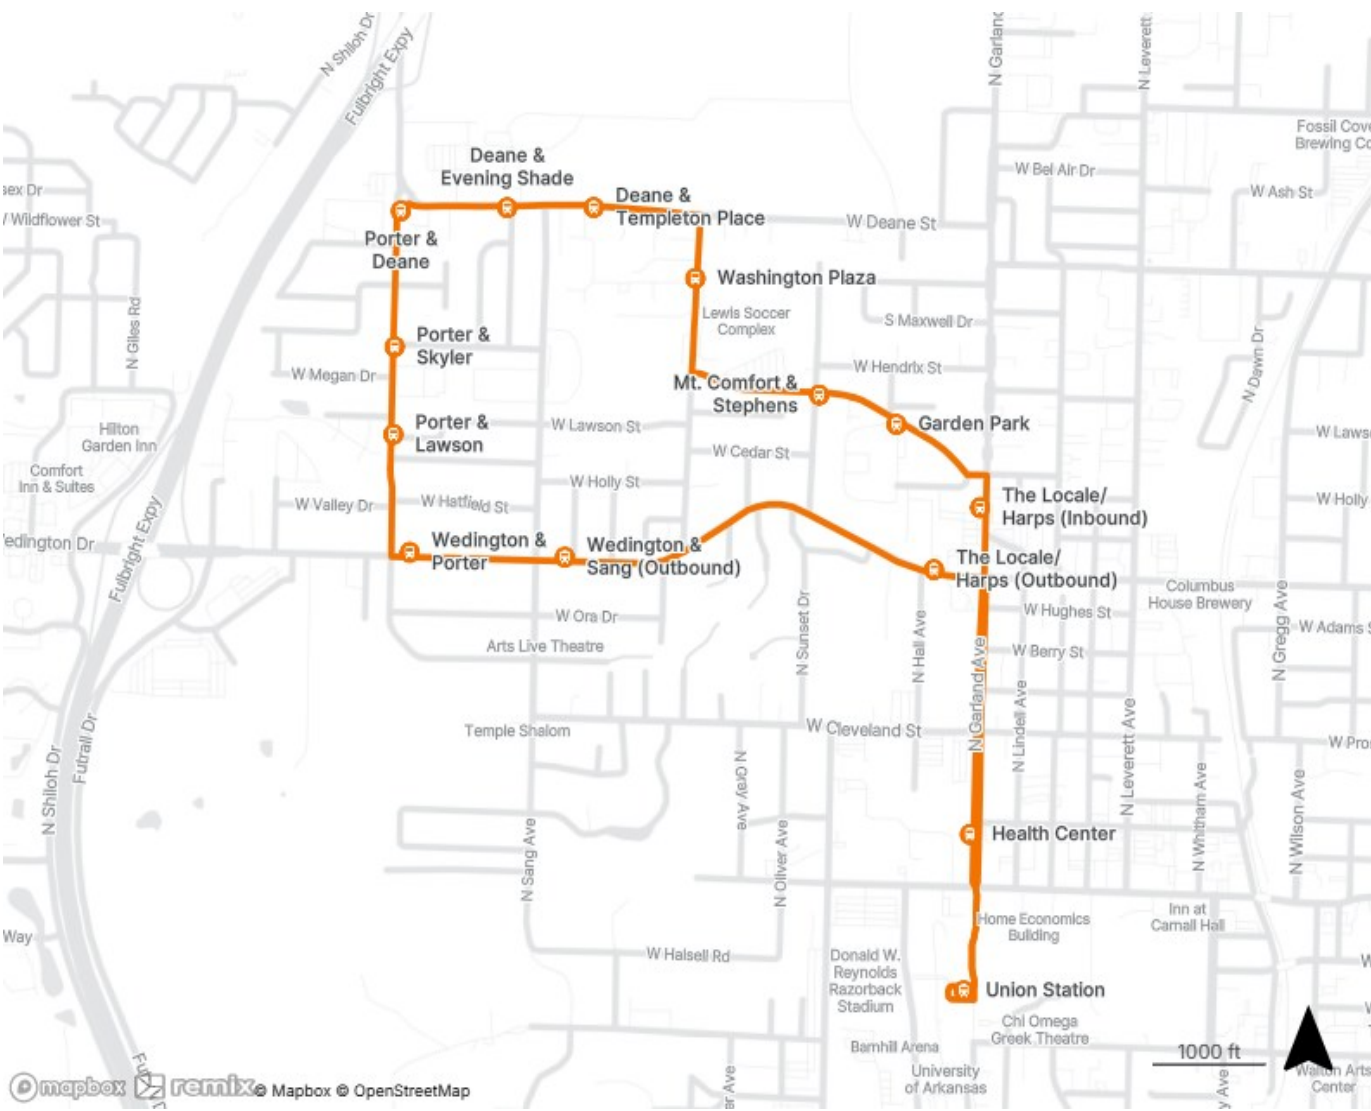 N Shiloh Dr
Fulbright Expy
N Garland
N Leverett
Fossil Cove
Brewing Co
Deane &
Evening Shade
W Bel Air Dr
W Ash St
sex Dr
Deane &
Templeton Place
W Wildflower St
W Deane St
Porter &
Deane
Washington Plaza
Lewis Soccer
Complex
S Maxwell Dr
N Giles Rd
Porter &
Skyler
N Dawn Dr
W Megan Dr
W Hendrix St
Mt. Comfort &
Stephens
Hilton
Garden Inn
Porter &
Lawson
W Lawson St
Garden Park
W Laws
W Cedar St
Comfort
Inn & Suites
W Holly St
The Locale/
Harps (Inbound)
W Holly
W Valley Dr
W Hatfield St
edington Dr
Fulbright Expy
Wedington &
Porter
Wedington &
Sang (Outbound)
The Locale/
Harps (Outbound)
Columbus
House Brewery
W Ora Dr
W Hughes St
W Adams S
Arts Live Theatre
N Sunset Dr
N Hall Ave
N Garland Ave
W Berry St
N Gregg Ave
Temple Shalom
W Cleveland St
N Lindell Ave
N Leverett Ave
W Pro
N Shiloh Dr
Futrall Dr
N Gray Ave
N Sang Ave
N Oliver Ave
Health Center
N Whitham Ave
N Wilson Ave
Way
Home Economics
Building
Inn at
Carnall Hall
W Halsell Rd
Donald W.
Reynolds
Razorback
Stadium
Union Station
Chi Omega
Greek Theatre
Barnhill Arena
1000 ft
University
of Arkansas
Walton Arts
Center
er Ave
y Ave
mapbox remix © Mapbox © OpenStreetMap